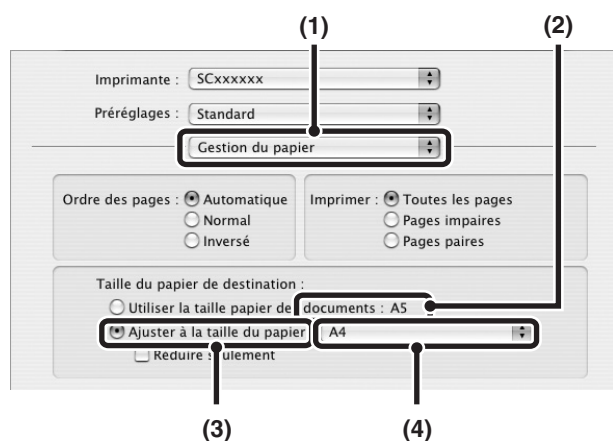 (1) (2)
Imprimante : SCxxxxxx
Préréglages : Standard
Gestion du papier
Ordre des pages : Automatique Imprimer : Toutes les pages
Normal Pages impaires
Inversé Pages paires
Taille du papier de destination :
Utiliser la taille papier des documents : A5
Ajuster à la taille du papier A4
Réduire seulement
(3) (4)